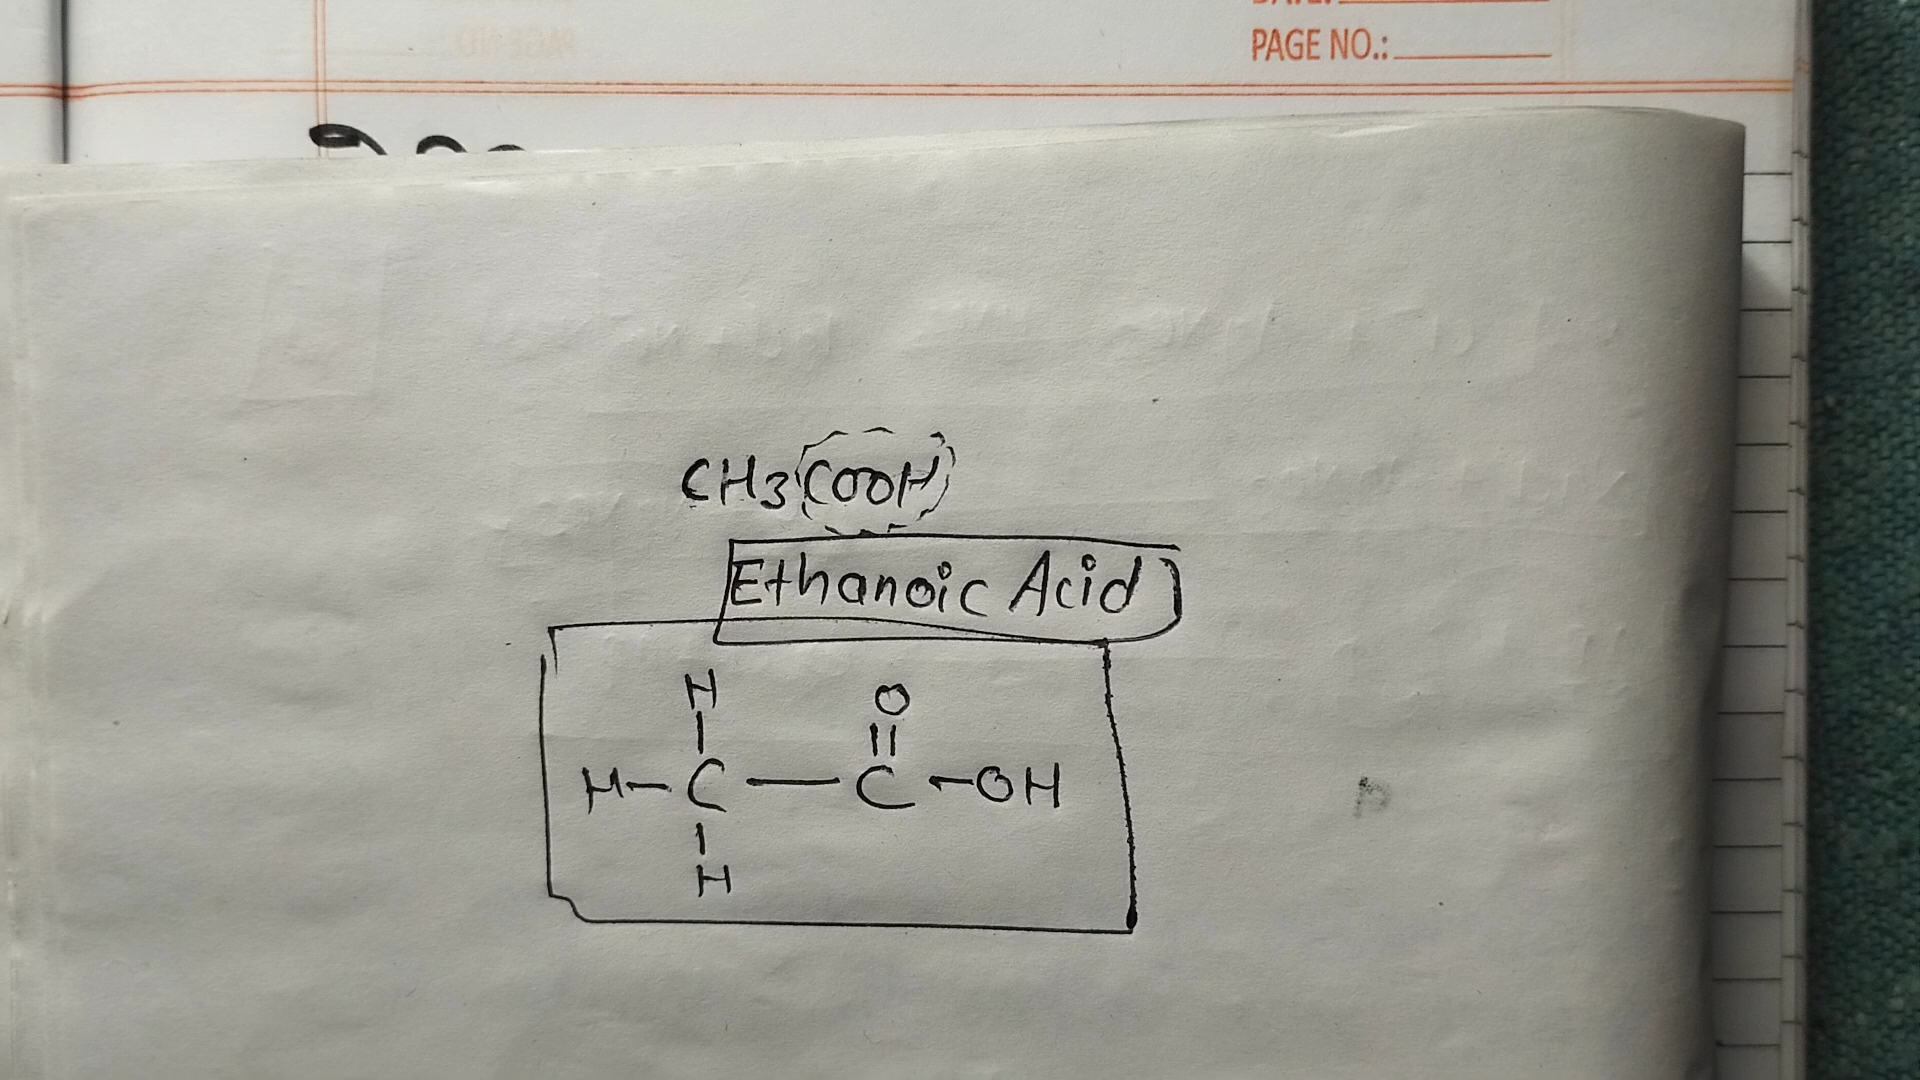 PAGE NO.:
CH3COOH
Ethanoic Acid
H O
H-C-C-OH
H